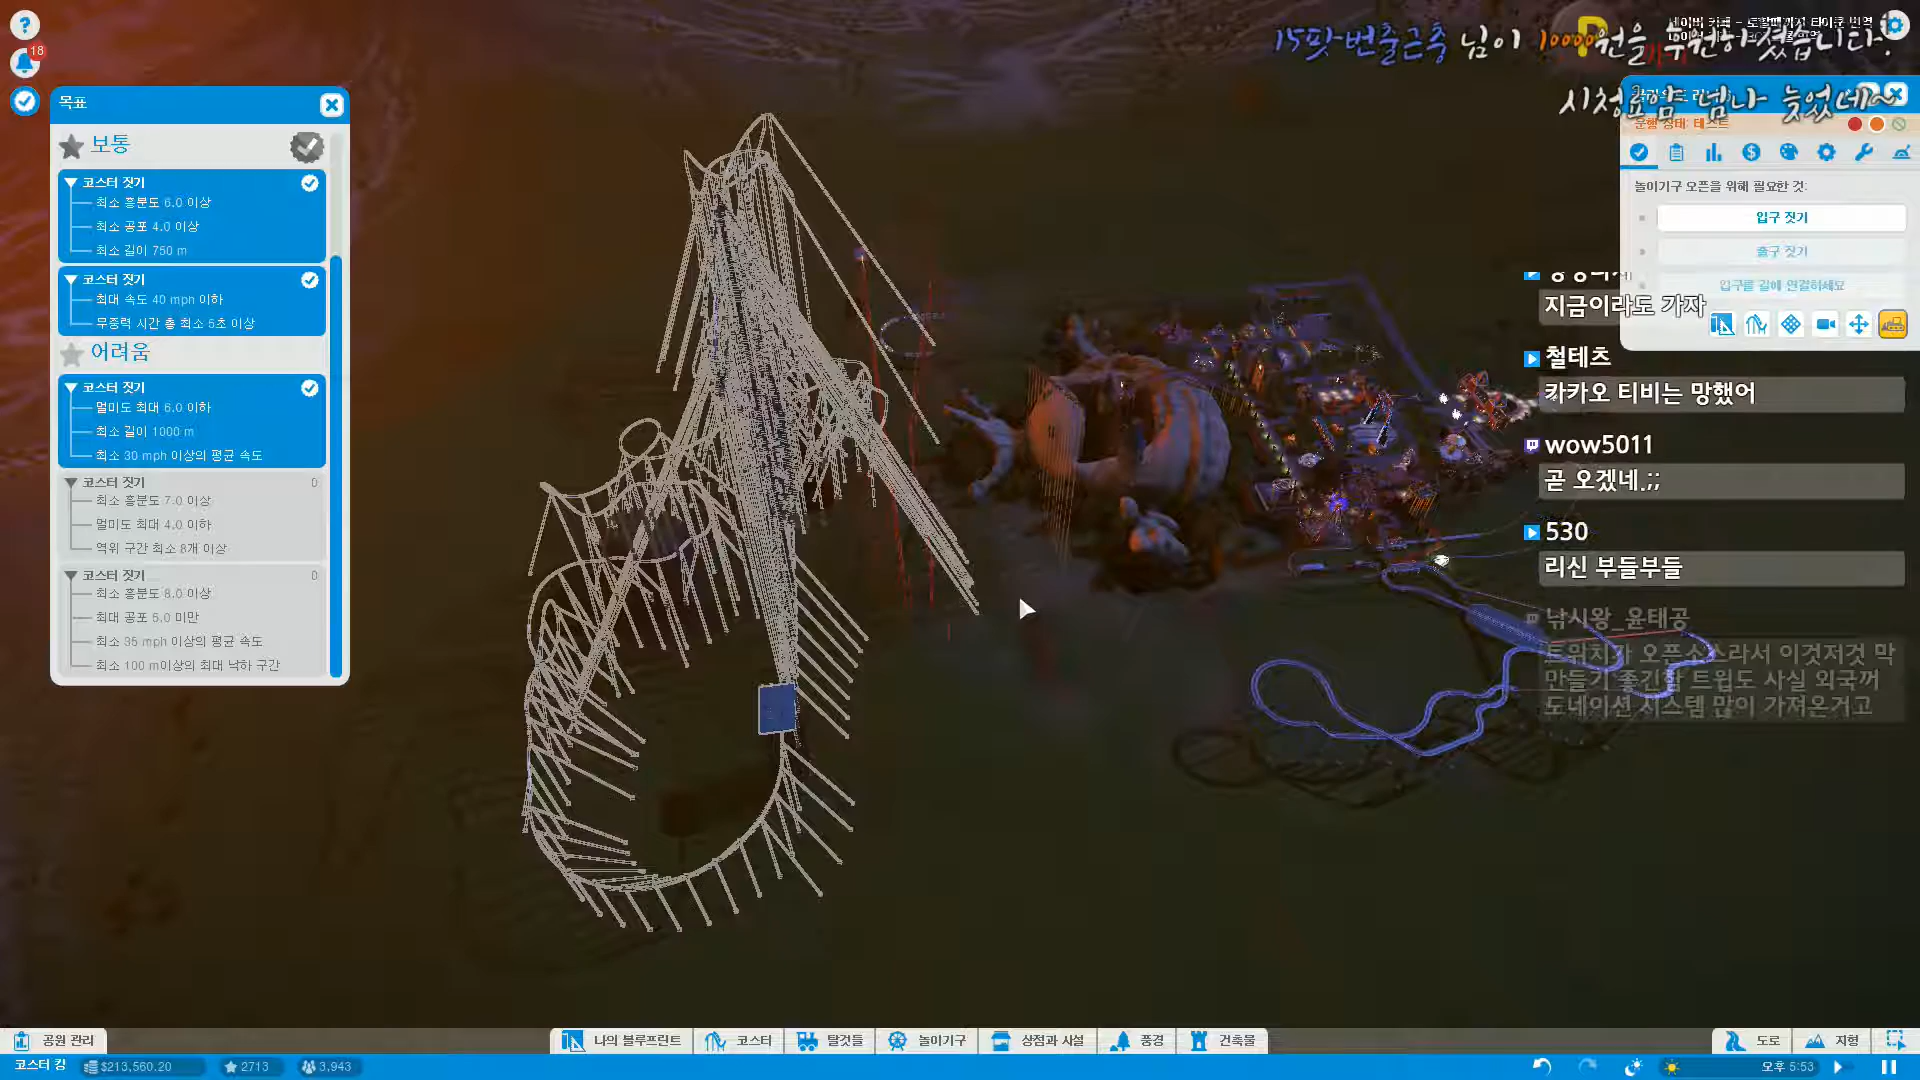 18
목표
보통
코스터 짓기
최소 흥분도 6.0 이상
최소 공포 4.0 이상
최소 길이 750 m
코스터 짓기
최대 속도 40 mph 이하
무중력 시간 총 최소 5초 이상
어려움
코스터 짓기
멀미도 최대 6.0 이하
최소 길이 1000 m
최소 30 mph 이상의 평균 속도
코스터 짓기 0
최소 흥분도 7.0 이상
멀미도 최대 4.0 이하
역위 구간 최소 8개 이상
코스터 짓기 0
최소 흥분도 8.0 이상
최대 공포 5.0 미만
최소 35 mph 이상의 평균 속도
최소 100 m이상의 최대 낙하 구간
15팟-번출근축 님이 10000원을 후원하셨습니다!
시청료암 넘나 늦었네~
운행 상태: 테스트
놀이기구 오픈을 위해 필요한 것:
입구 짓기
출구 짓기
입구를 길에 연결하세요
지금이라도 가자
철테츠
카카오 티비는 망했어
wow5011
곧 오겠네.;;
530
리신 부들부들
낚시왕_윤태공
트위치가 오픈소스라서 이것저것 막
만들기 좋긴함 트윕도 사실 외국꺼
도네이션 시스템 많이 가져온거고
공원 관리
나의 블루프린트
코스터
탈것들
놀이기구
상점과 시설
풍경
건축물
도로
지형
코스터 킹
$213,560.20
2713
3,943
오후 5:53